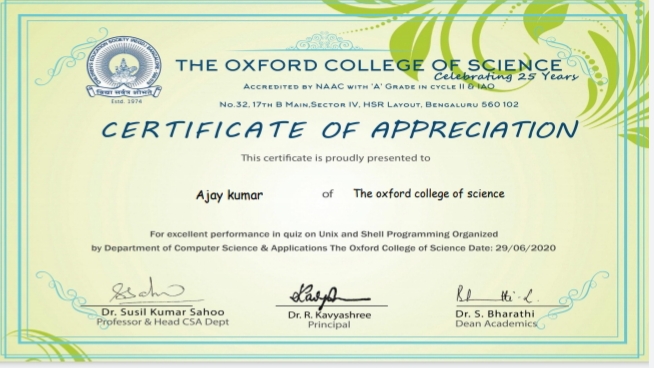 THE OXFORD COLLEGE OF SCIENCE
Celebrating 25 Years
ACCREDITED BY NAAC WITH 'A' GRADE IN CYCLE II & IAO
NO.32, 17TH B MAIN,SECTOR IV, HSR LAYOUT, BENGALURU 560 102
Estd. 1974
CERTIFICATE OF APPRECIATION
This certificate is proudly presented to
Ajay kumar of The oxford college of science
For excellent performance in quiz on Unix and Shell Programming Organized
by Department of Computer Science & Applications The Oxford College of Science Date: 29/06/2020
Dr. Susil Kumar Sahoo
Professor & Head CSA Dept
Dr. R. Kavyashree
Principal
Dr. S. Bharathi
Dean Academics